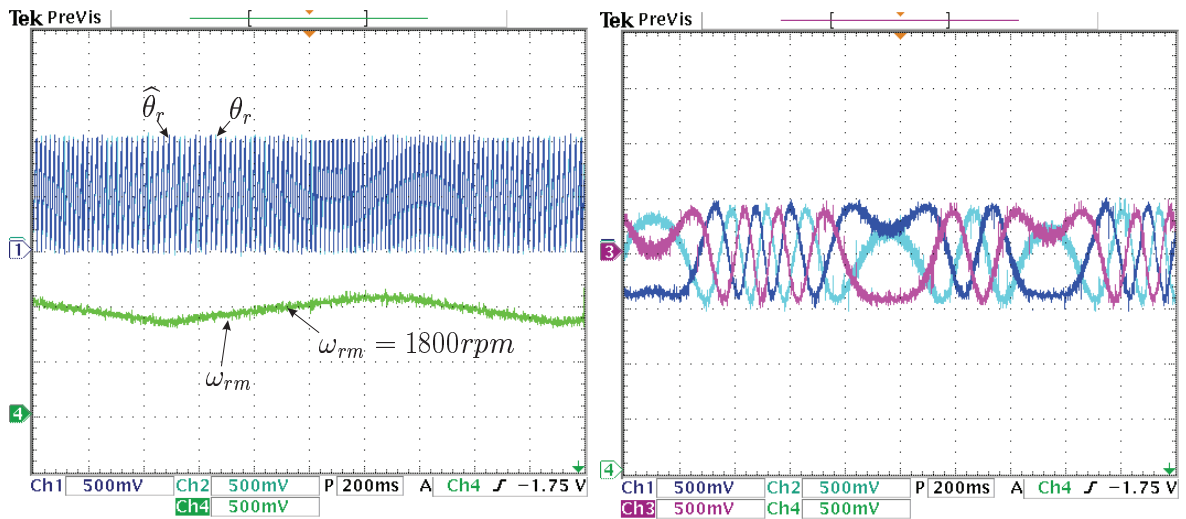 Tek PreVis
θ̂r θr
1
ωrm = 1800rpm
ωrm
4
Ch1 500mV Ch2 500mV P 200ms A Ch4 ʃ −1.75 V
Ch4 500mV
Tek PreVis
3
4
Ch1 500mV Ch2 500mV P 200ms A Ch4 ʃ −1.75 V
Ch3 500mV Ch4 500mV